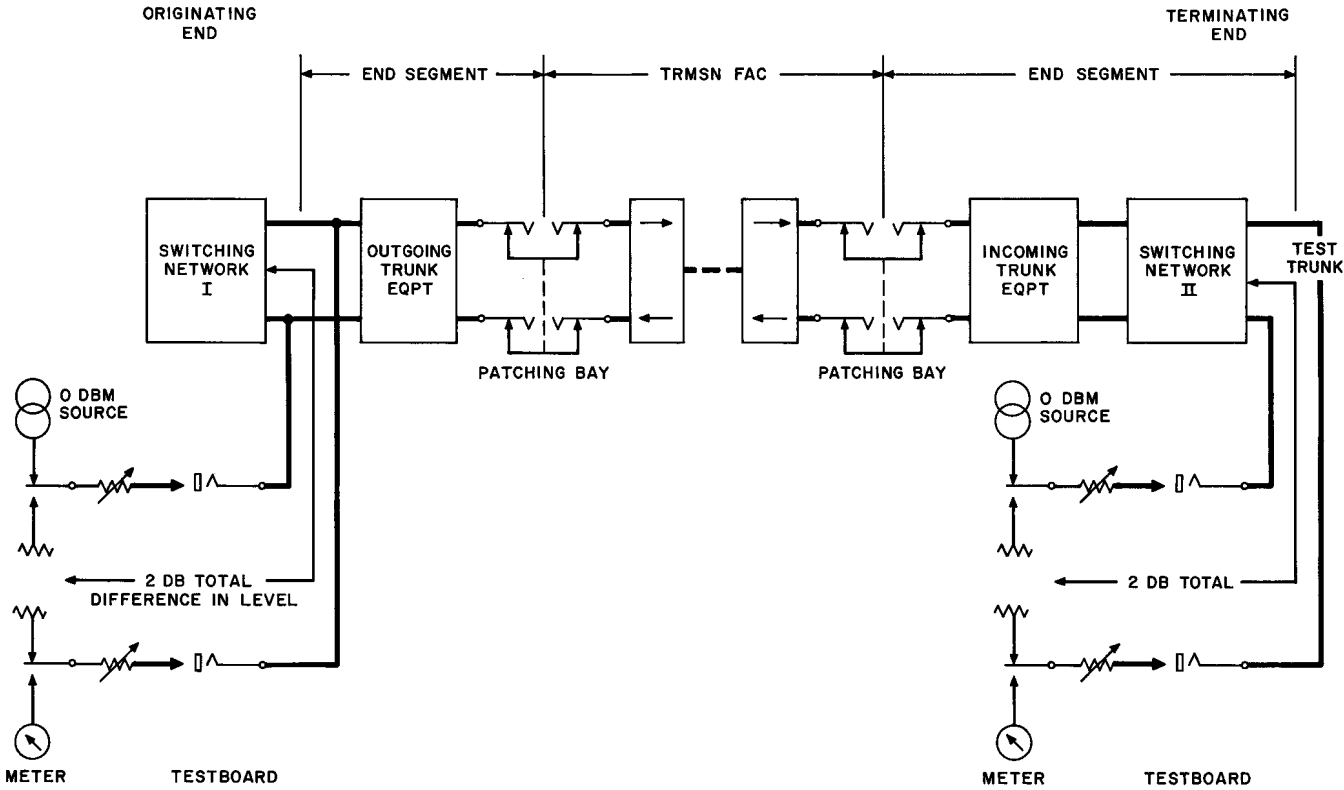 ORIGINATING
END
TERMINATING
END
END SEGMENT
TRMSN FAC
END SEGMENT
SWITCHING
NETWORK
I
OUTGOING
TRUNK
EQPT
INCOMING
TRUNK
EQPT
SWITCHING
NETWORK
II
TEST
TRUNK
PATCHING BAY
PATCHING BAY
0 DBM
SOURCE
0 DBM
SOURCE
2 DB TOTAL
DIFFERENCE IN LEVEL
2 DB TOTAL
METER
TESTBOARD
METER
TESTBOARD